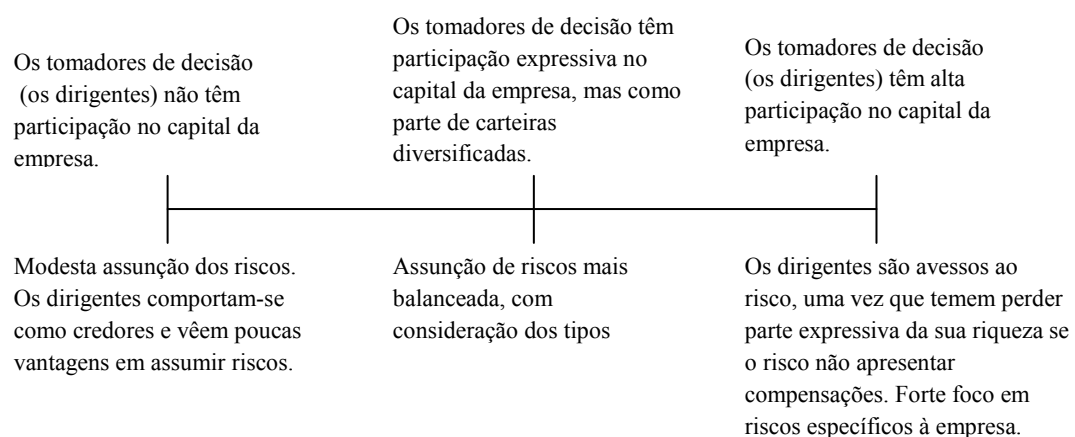 Os tomadores de decisão
(os dirigentes) não têm
participação no capital da
empresa.
Os tomadores de decisão têm
participação expressiva no
capital da empresa, mas como
parte de carteiras
diversificadas.
Os tomadores de decisão
(os dirigentes) têm alta
participação no capital da
empresa.
Modesta assunção dos riscos.
Os dirigentes comportam-se
como credores e vêem poucas
vantagens em assumir riscos.
Assunção de riscos mais
balanceada, com
consideração dos tipos
Os dirigentes são avessos ao
risco, uma vez que temem perder
parte expressiva da sua riqueza se
o risco não apresentar
compensações. Forte foco em
riscos específicos à empresa.